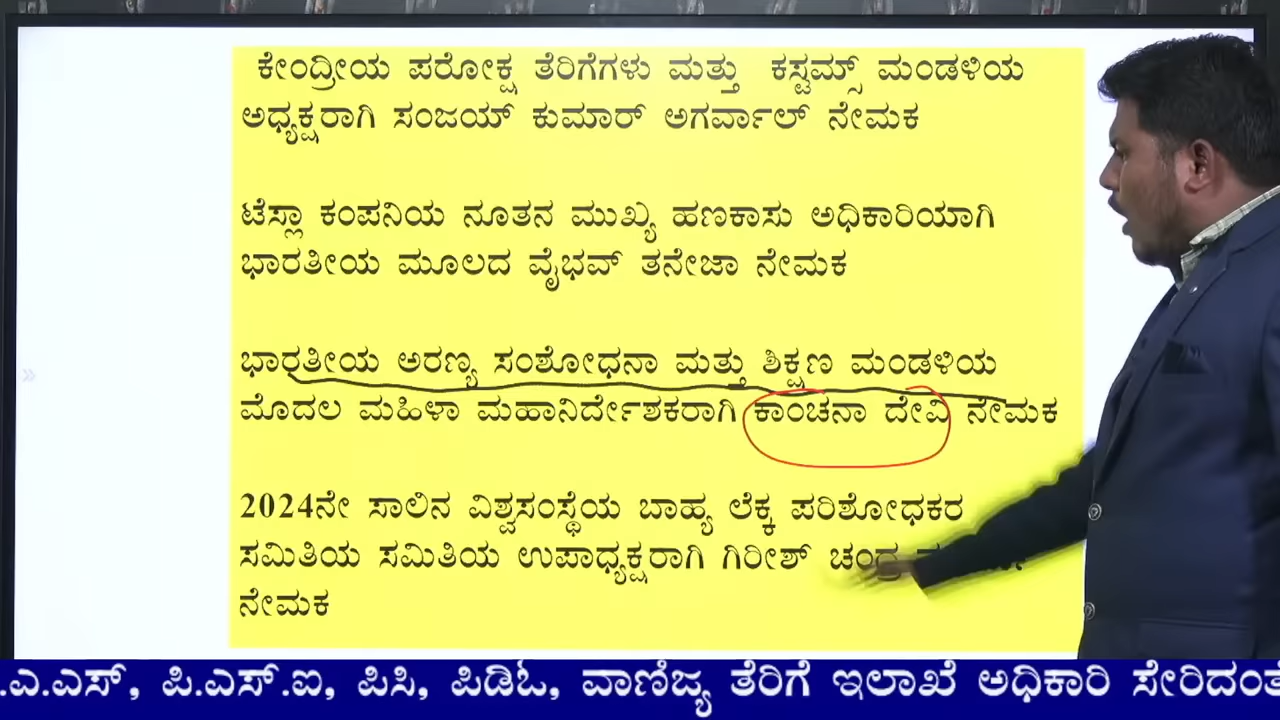 ಕೇಂದ್ರೀಯ ಪರೋಕ್ಷ ತೆರಿಗೆಗಳು ಮತ್ತು ಕಸ್ಟಮ್ಸ್ ಮಂಡಳಿಯ
ಅಧ್ಯಕ್ಷರಾಗಿ ಸಂಜಯ್ ಕುಮಾರ್ ಅಗರ್ವಾಲ್ ನೇಮಕ
ಟೆಸ್ಲಾ ಕಂಪನಿಯ ನೂತನ ಮುಖ್ಯ ಹಣಕಾಸು ಅಧಿಕಾರಿಯಾಗಿ
ಭಾರತೀಯ ಮೂಲದ ವೈಭವ್ ತನೇಜಾ ನೇಮಕ
ಭಾರತೀಯ ಅರಣ್ಯ ಸಂಶೋಧನಾ ಮತ್ತು ಶಿಕ್ಷಣ ಮಂಡಳಿಯ
ಮೊದಲ ಮಹಿಳಾ ಮಹಾನಿರ್ದೇಶಕರಾಗಿ ಕಾಂಚನಾ ದೇವಿ ನೇಮಕ
2024ನೇ ಸಾಲಿನ ವಿಶ್ವಸಂಸ್ಥೆಯ ಬಾಹ್ಯ ಲೆಕ್ಕ ಪರಿಶೋಧಕರ
ಸಮಿತಿಯ ಸಮಿತಿಯ ಉಪಾಧ್ಯಕ್ಷರಾಗಿ ಗಿರೀಶ್ ಚಂದ್ರ
ನೇಮಕ
.ಎ.ಎಸ್, ಪಿ.ಎಸ್.ಐ, ಪಿಸಿ, ಪಿಡಿಓ, ವಾಣಿಜ್ಯ ತೆರಿಗೆ ಇಲಾಖೆ ಅಧಿಕಾರಿ ಸೇರಿದಂತ